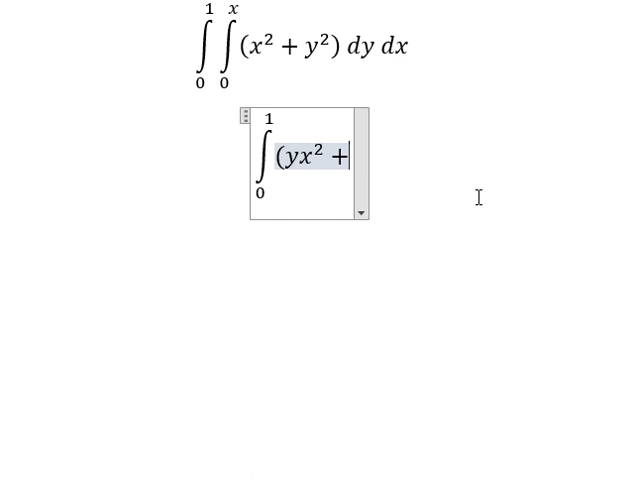 ∫₀¹ ∫₀ˣ (x² + y²) dy dx
∫₀¹ (yx² +